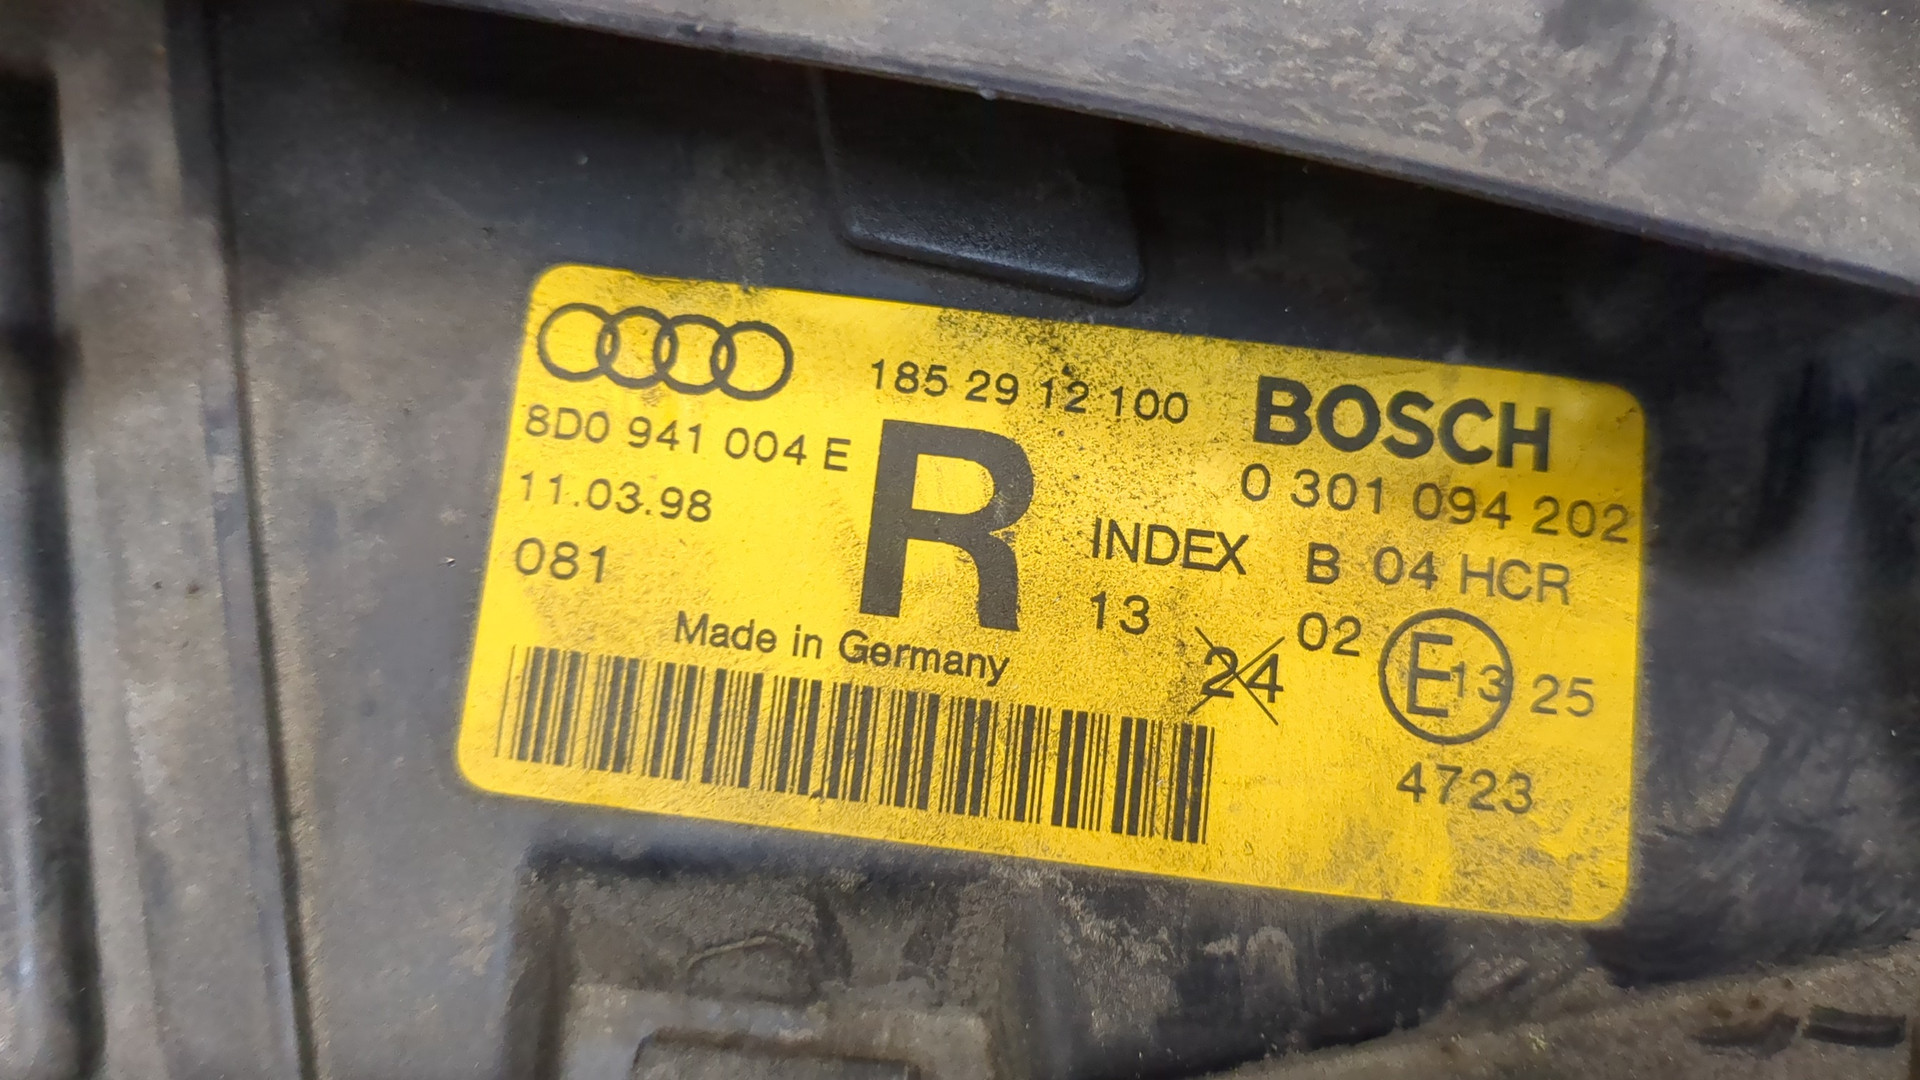 185 29 12 100
BOSCH
8D0 941 004 E
R
0 301 094 202
11.03.98
INDEX B 04 HCR
081
13
24
02
E13
25
Made in Germany
4723